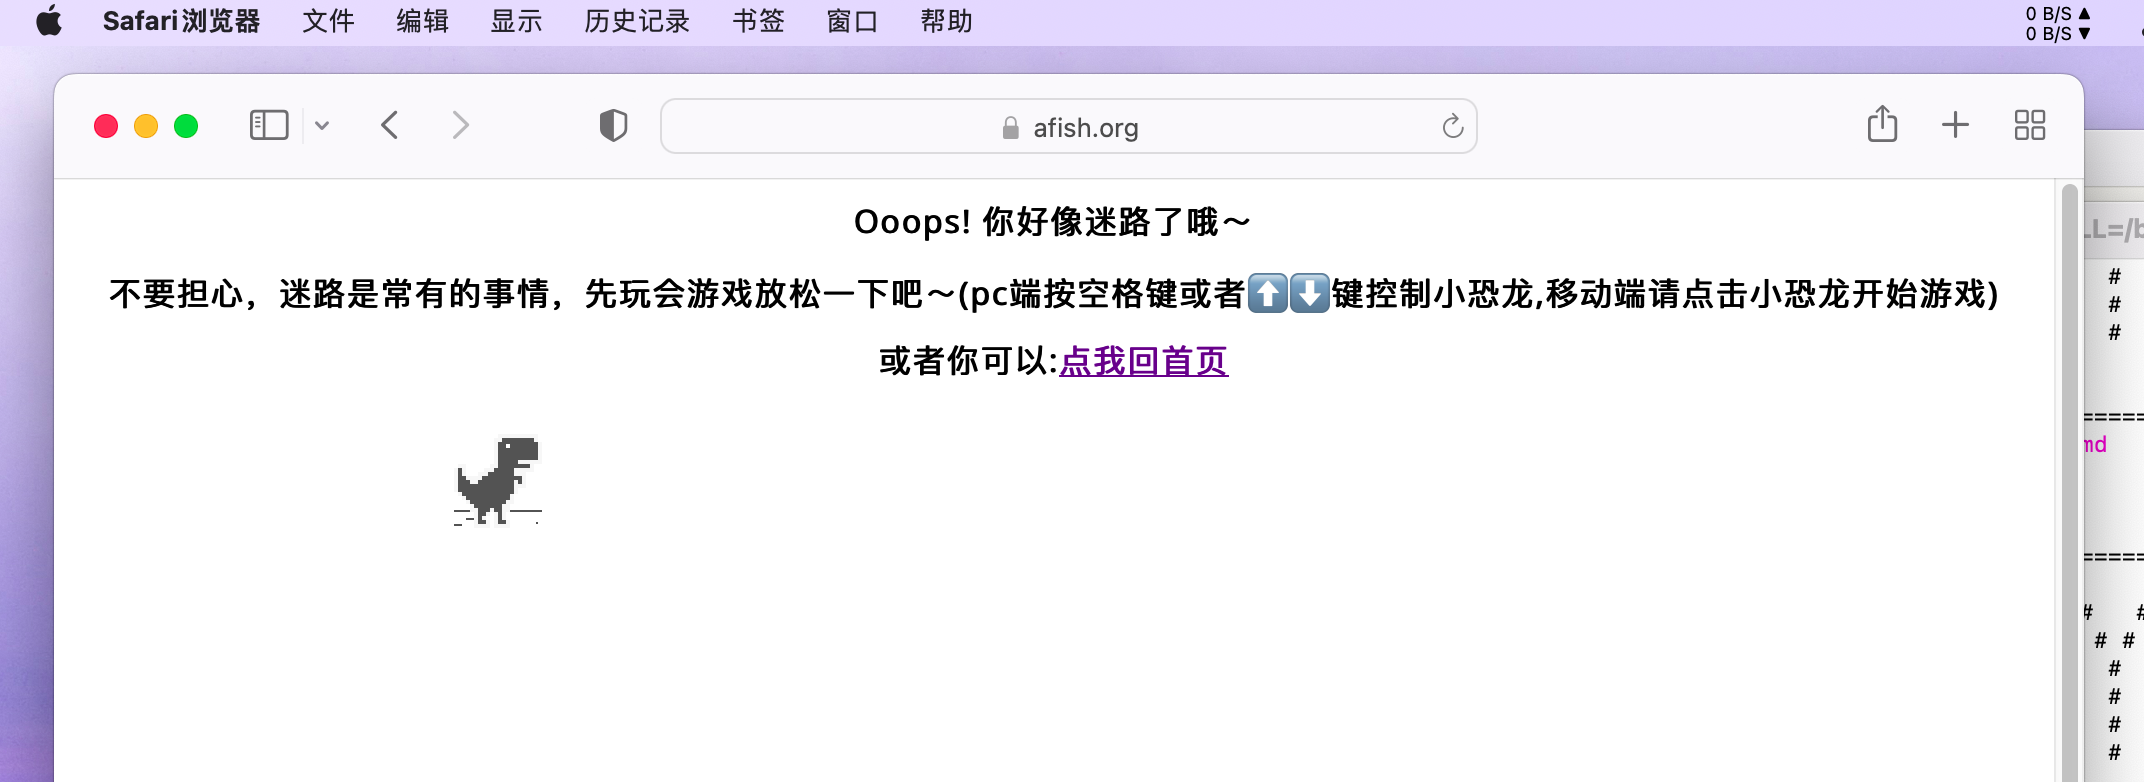 Safari浏览器 文件 编辑 显示 历史记录 书签 窗口 帮助
0 B/S ▲
0 B/S ▼
afish.org
LL=/b
Ooops! 你好像迷路了哦～
不要担心，迷路是常有的事情，先玩会游戏放松一下吧～(pc端按空格键或者⬆️⬇️键控制小恐龙,移动端请点击小恐龙开始游戏)
或者你可以:点我回首页
#
#
#
=====
md
=====
# #
# #
#
#
#
#